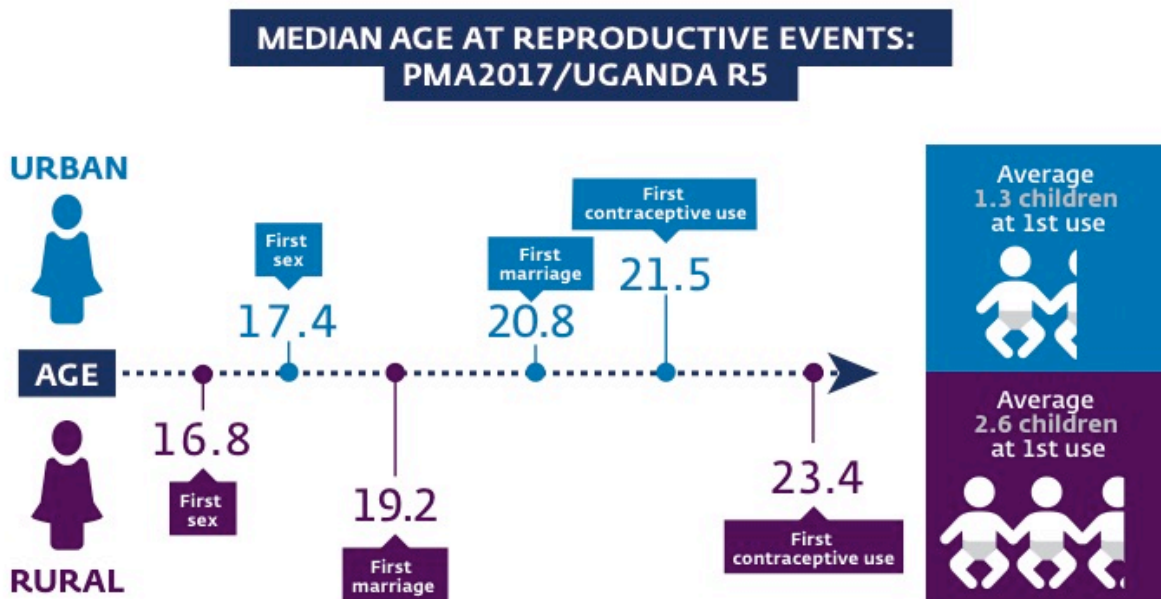 MEDIAN AGE AT REPRODUCTIVE EVENTS:
PMA2017/UGANDA R5
URBAN
First
sex
17.4
First
marriage
20.8
First
contraceptive use
21.5
Average
1.3 children
at 1st use
AGE
16.8
First
sex
19.2
First
marriage
23.4
First
contraceptive use
Average
2.6 children
at 1st use
RURAL